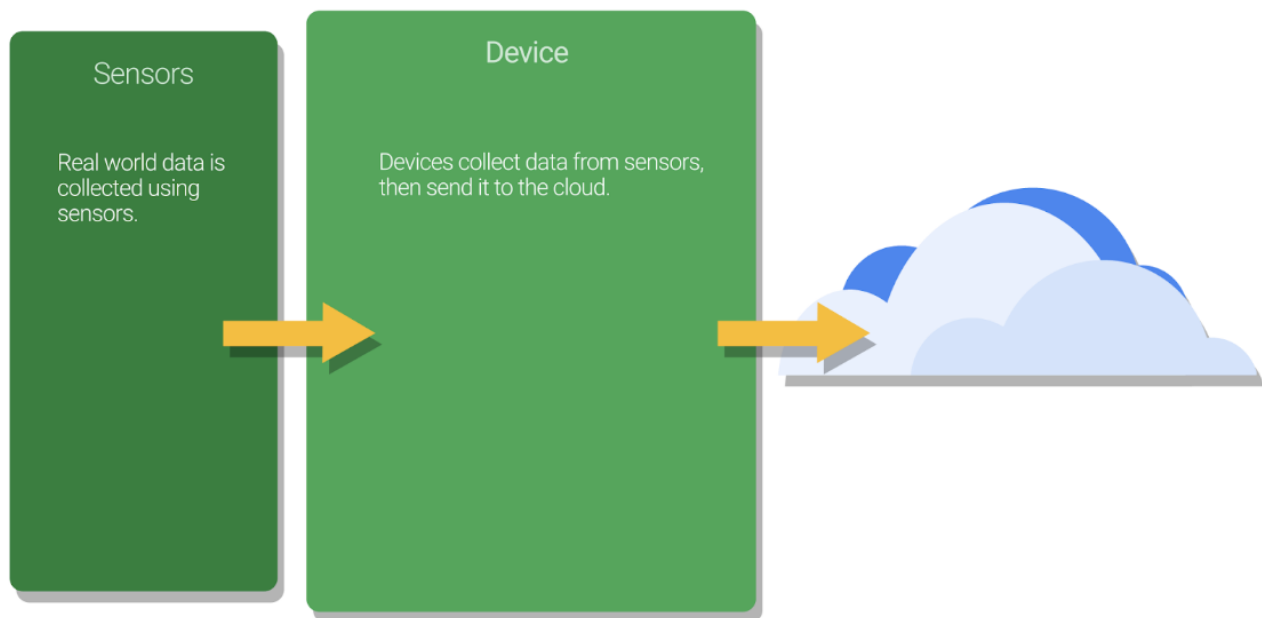 Sensors
Real world data is
collected using
sensors.
Device
Devices collect data from sensors,
then send it to the cloud.